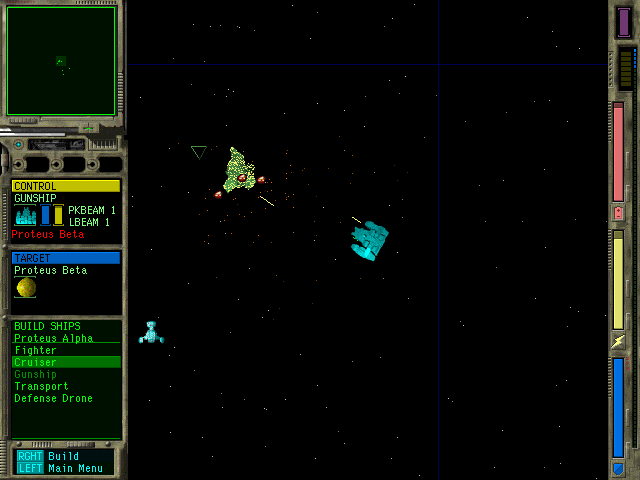 CONTROL
GUNSHIP
PKBEAM 1
LBEAM 1
Proteus Beta
TARGET
Proteus Beta
BUILD SHIPS
Proteus Alpha
Fighter
Cruiser
Gunship
Transport
Defense Drone
RGHT Build
LEFT Main Menu